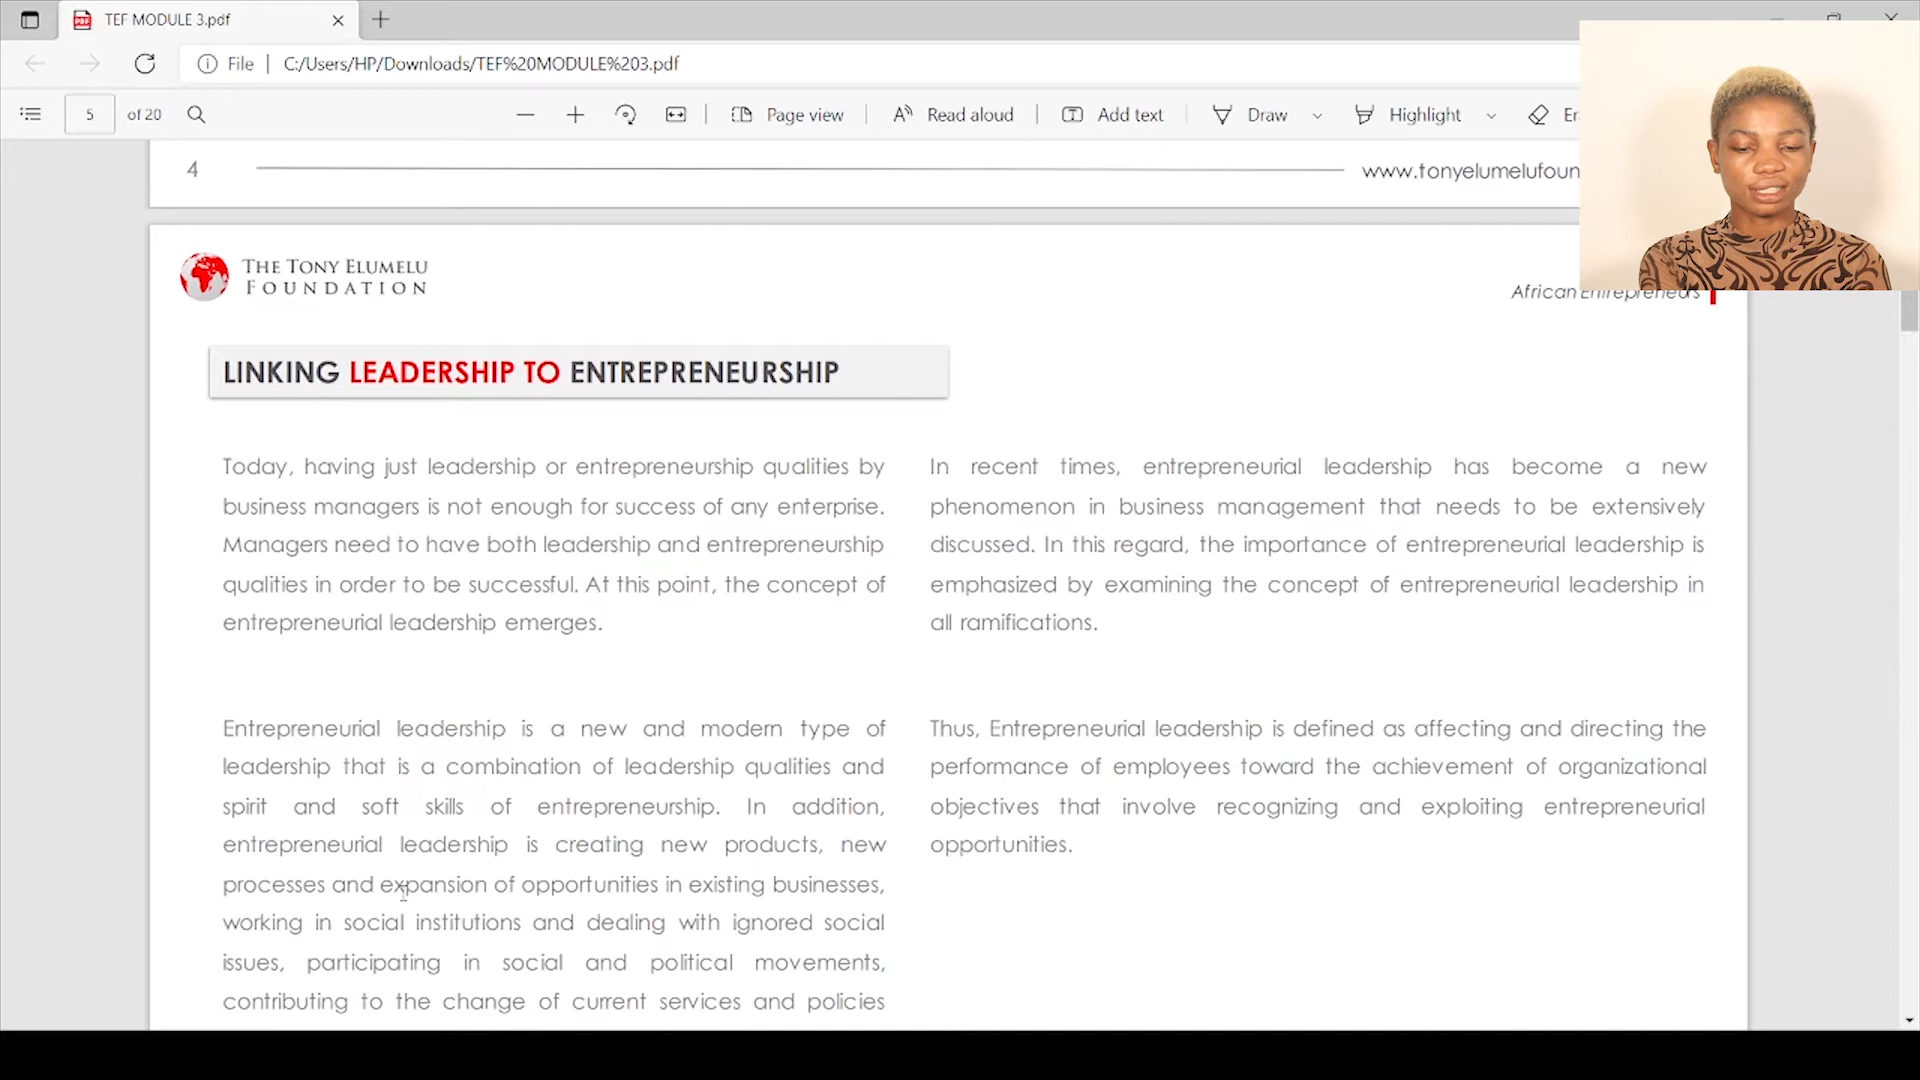 TEF MODULE 3.pdf
File
C:/Users/HP/Downloads/TEF%20MODULE%203.pdf
5 of 20
Page view
Read aloud
Add text
Draw
Highlight
4
www.tonyelumelufoun
THE TONY ELUMELU
FOUNDATION
African Entrepreneurs
LINKING LEADERSHIP TO ENTREPRENEURSHIP
Today, having just leadership or entrepreneurship qualities by
business managers is not enough for success of any enterprise.
Managers need to have both leadership and entrepreneurship
qualities in order to be successful. At this point, the concept of
entrepreneurial leadership emerges.
Entrepreneurial leadership is a new and modern type of
leadership that is a combination of leadership qualities and
spirit and soft skills of entrepreneurship. In addition,
entrepreneurial leadership is creating new products, new
processes and expansion of opportunities in existing businesses,
working in social institutions and dealing with ignored social
issues, participating in social and political movements,
contributing to the change of current services and policies
In recent times, entrepreneurial leadership has become a new
phenomenon in business management that needs to be extensively
discussed. In this regard, the importance of entrepreneurial leadership is
emphasized by examining the concept of entrepreneurial leadership in
all ramifications.
Thus, Entrepreneurial leadership is defined as affecting and directing the
performance of employees toward the achievement of organizational
objectives that involve recognizing and exploiting entrepreneurial
opportunities.